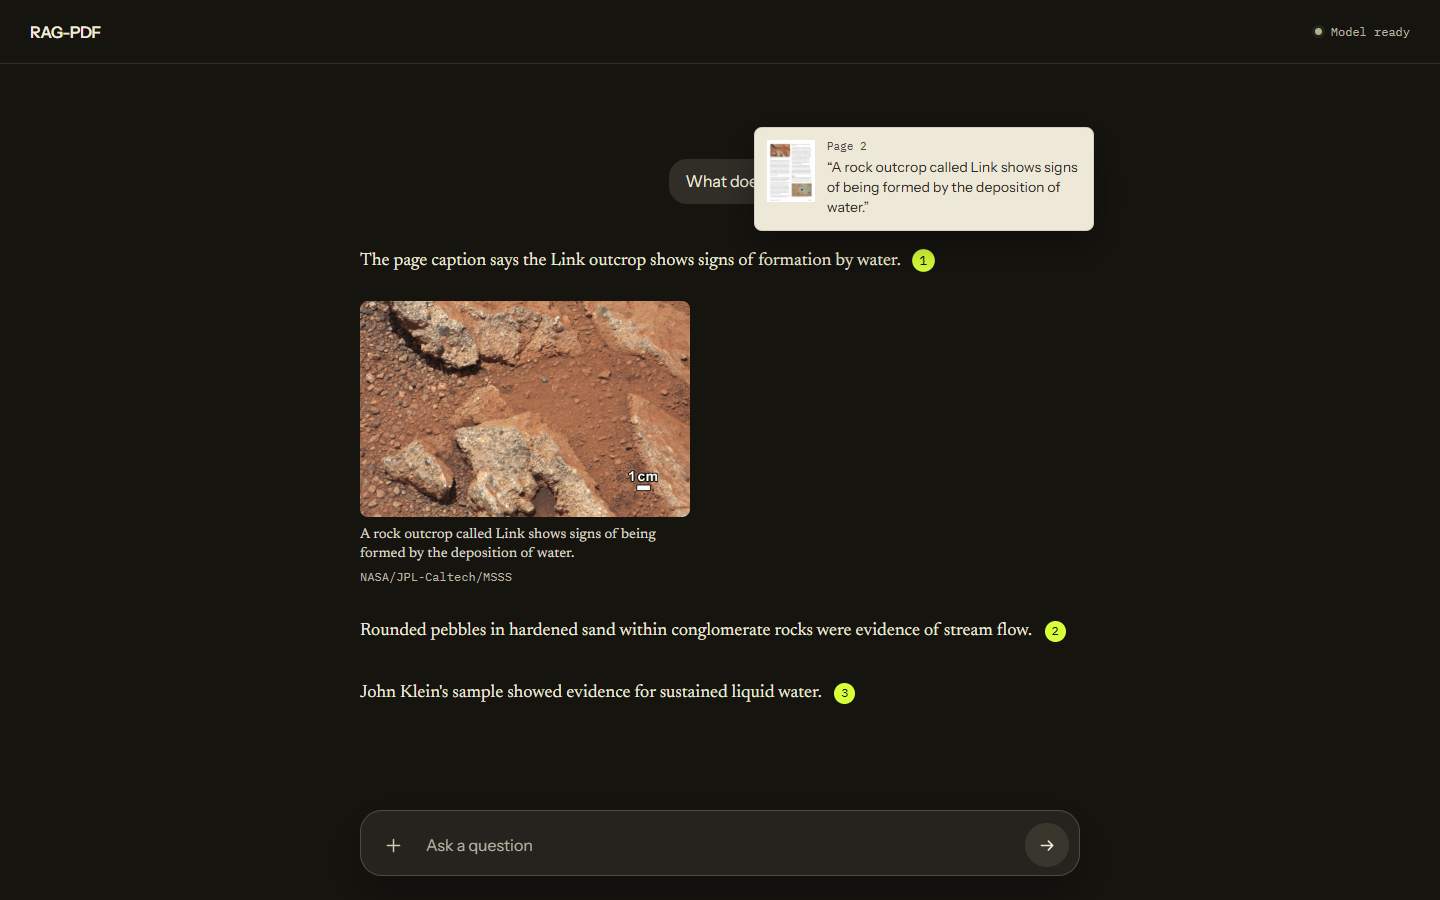 RAG-PDF
Model ready
Page 2
“A rock outcrop called Link shows signs
of being formed by the deposition of
water.”
What doe
The page caption says the Link outcrop shows signs of formation by water. 1
1 cm
A rock outcrop called Link shows signs of being
formed by the deposition of water.
NASA/JPL-Caltech/MSSS
Rounded pebbles in hardened sand within conglomerate rocks were evidence of stream flow. 2
John Klein's sample showed evidence for sustained liquid water. 3
Ask a question